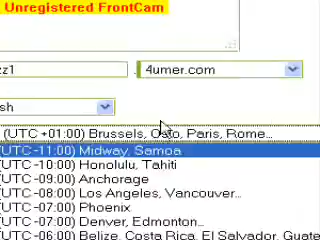 Unregistered FrontCam
zz1 . 4umer.com
sh
(UTC +01:00) Brussels, Oslo, Paris, Rome...
(UTC -11:00) Midway, Samoa
(UTC -10:00) Honolulu, Tahiti
(UTC -09:00) Anchorage
(UTC -08:00) Los Angeles, Vancouver...
(UTC -07:00) Phoenix
(UTC -07:00) Denver, Edmonton...
(UTC -06:00) Belize, Costa Rica, El Salvador, Guate